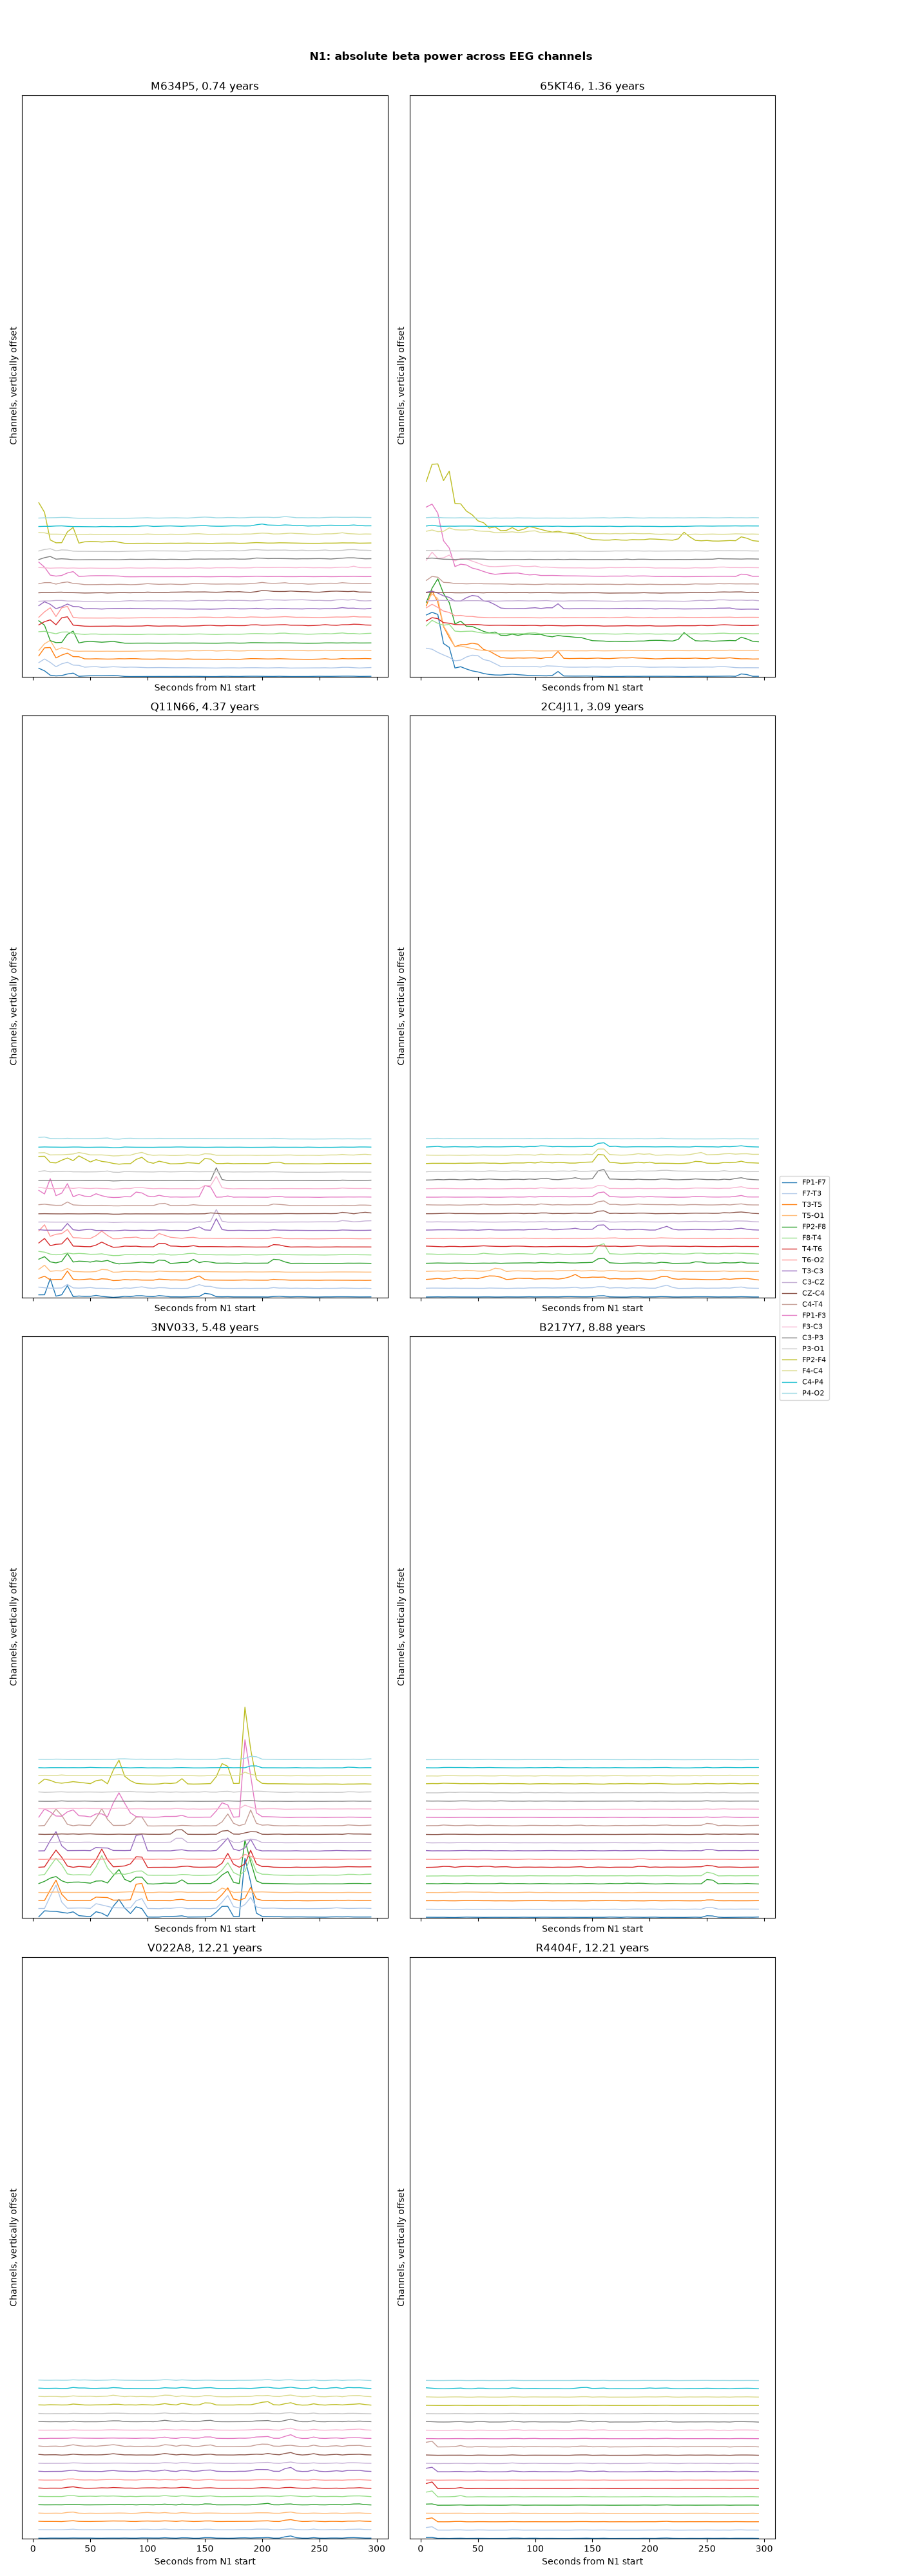 N1: absolute beta power across EEG channels
M634P5, 0.74 years
65KT46, 1.36 years
Channels, vertically offset
Channels, vertically offset
Seconds from N1 start
Seconds from N1 start
Q11N66, 4.37 years
2C4J11, 3.09 years
Channels, vertically offset
Channels, vertically offset
Seconds from N1 start
Seconds from N1 start
FP1-F7
F7-T3
T3-T5
T5-O1
FP2-F8
F8-T4
T4-T6
T6-O2
T3-C3
C3-CZ
CZ-C4
C4-T4
FP1-F3
F3-C3
C3-P3
P3-O1
FP2-F4
F4-C4
C4-P4
P4-O2
3NV033, 5.48 years
B217Y7, 8.88 years
Channels, vertically offset
Channels, vertically offset
Seconds from N1 start
Seconds from N1 start
V022A8, 12.21 years
R4404F, 12.21 years
Channels, vertically offset
Channels, vertically offset
0 50 100 150 200 250 300
0 50 100 150 200 250 300
Seconds from N1 start
Seconds from N1 start